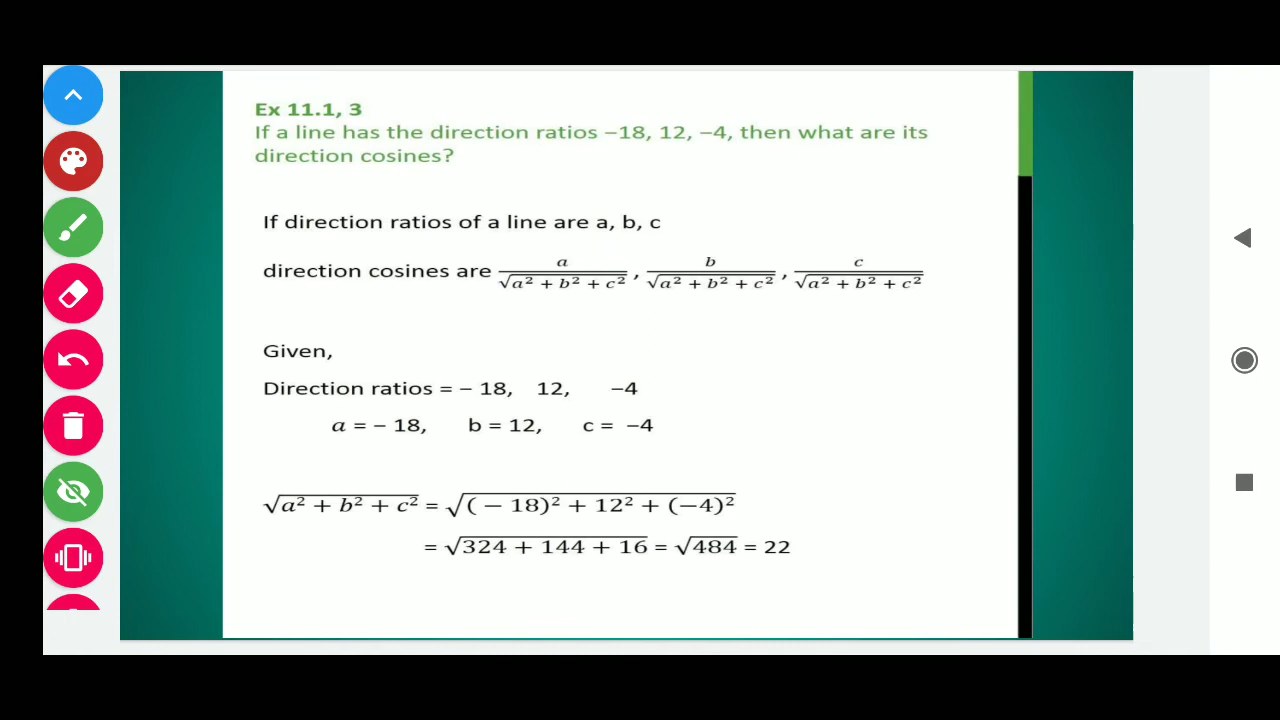 Ex 11.1, 3
If a line has the direction ratios −18, 12, −4, then what are its
direction cosines?
If direction ratios of a line are a, b, c
direction cosines are a/√(a² + b² + c²) , b/√(a² + b² + c²) , c/√(a² + b² + c²)
Given,
Direction ratios = − 18, 12, −4
a = − 18, b = 12, c = −4
√(a² + b² + c²) = √((− 18)² + 12² + (−4)²)
= √(324 + 144 + 16) = √484 = 22